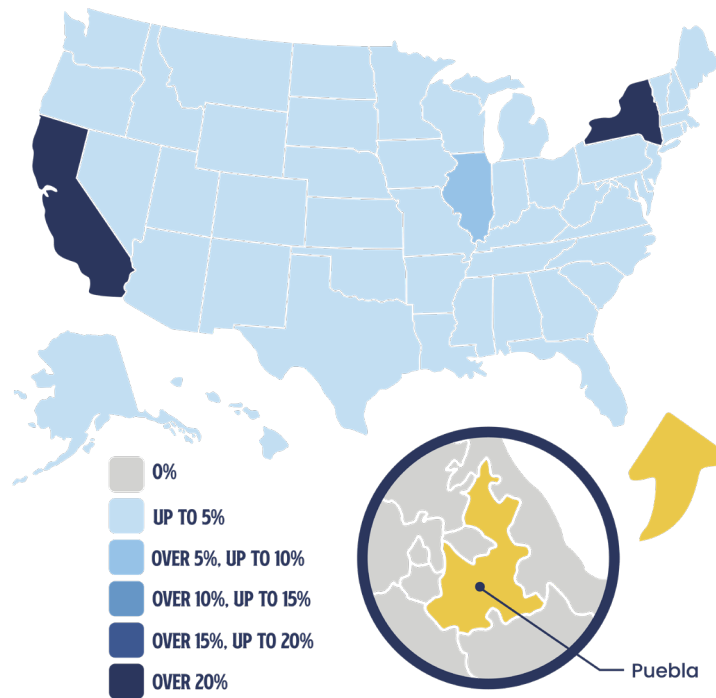 0%
UP TO 5%
OVER 5%, UP TO 10%
OVER 10%, UP TO 15%
OVER 15%, UP TO 20%
OVER 20%
Puebla